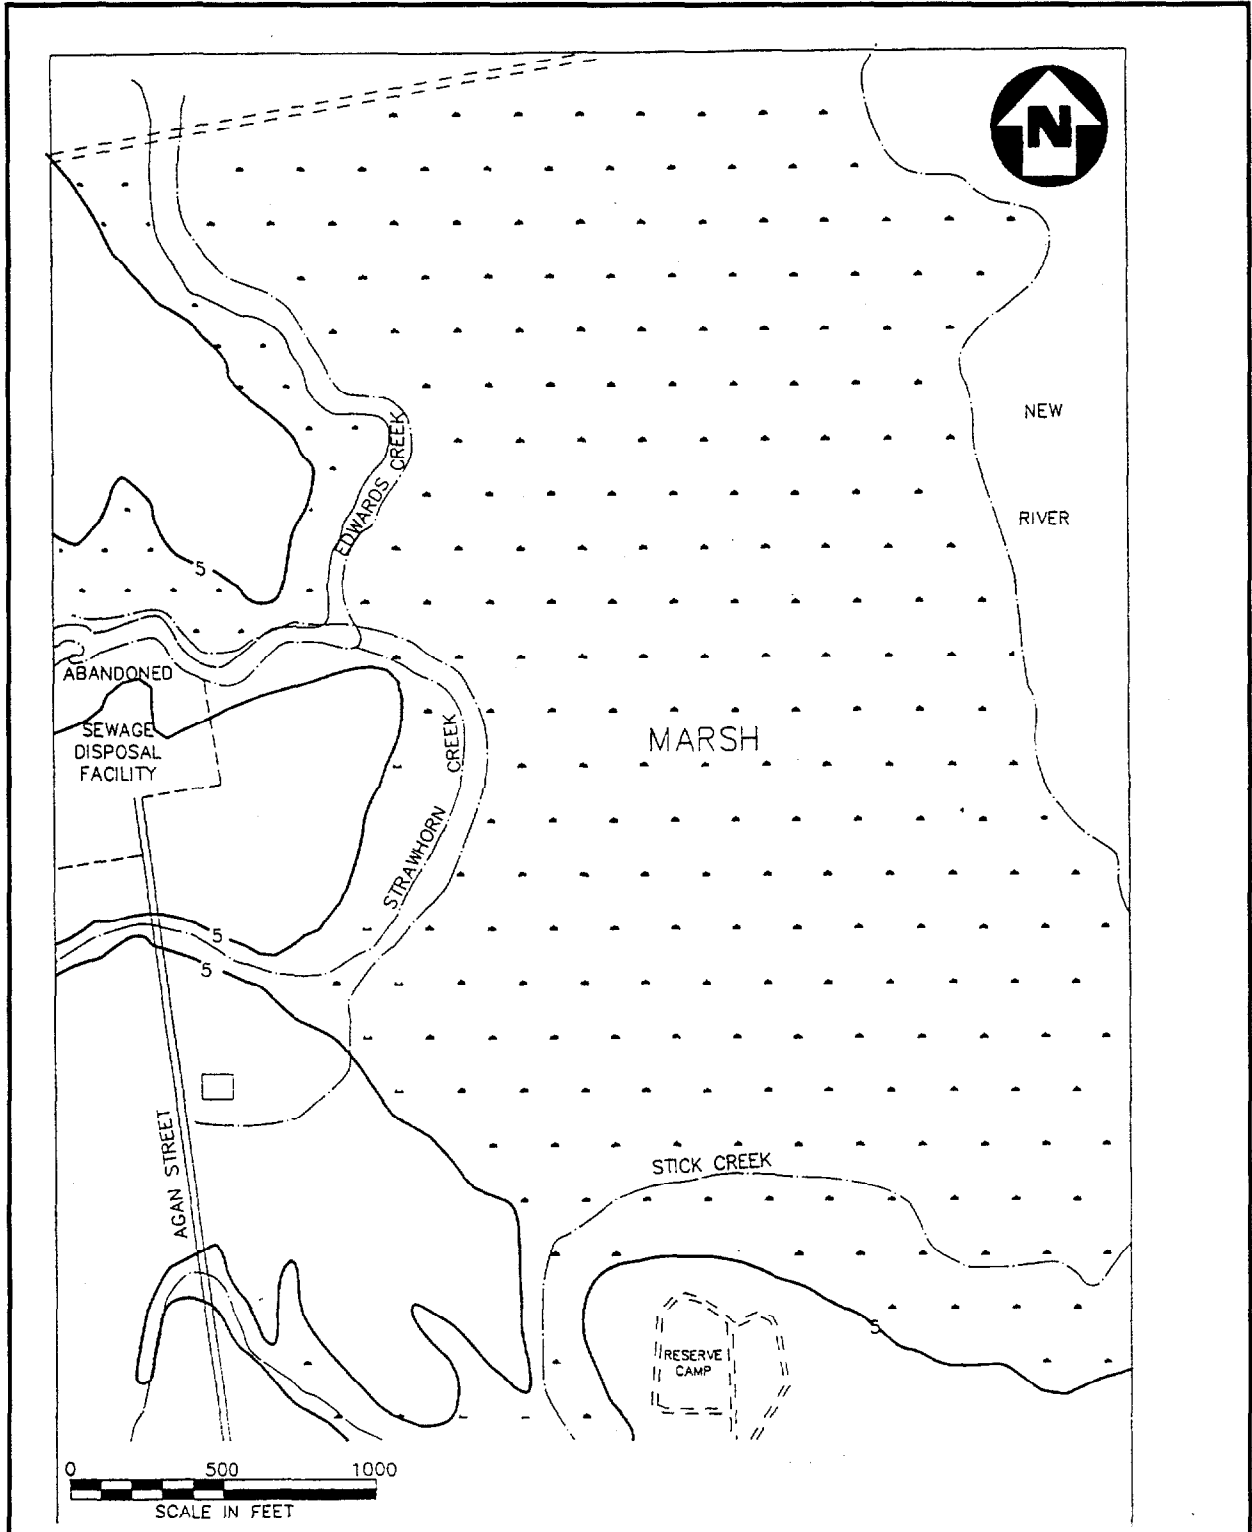 N
NEW
RIVER
EDWARDS CREEK
5
ABANDONED
SEWAGE
DISPOSAL
FACILITY
MARSH
STRAWHORN CREEK
5
5
AGAN STREET
STICK CREEK
5
RESERVE
CAMP
0 500 1000
SCALE IN FEET